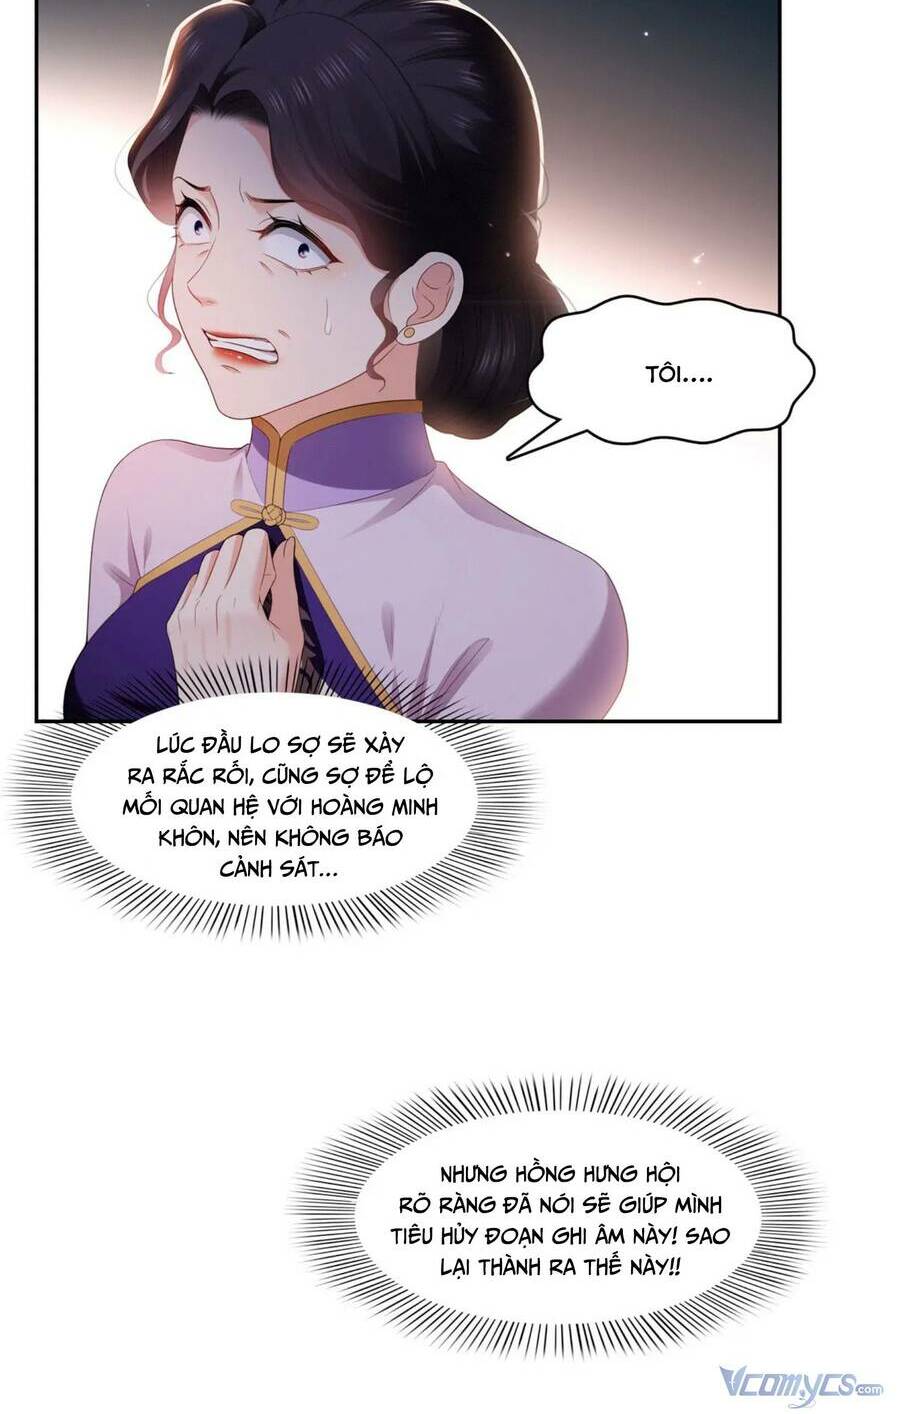 TÔI....
LÚC ĐẦU LO SỢ SẼ XẢY
RA RẮC RỐI, CŨNG SỢ ĐỂ LỘ
MỐI QUAN HỆ VỚI HOÀNG MINH
KHÔN, NÊN KHÔNG BÁO
CẢNH SÁT...
NHƯNG HỒNG HƯNG HỘI
RÕ RÀNG ĐÃ NÓI SẼ GIÚP MÌNH
TIÊU HỦY ĐOẠN GHI ÂM NÀY! SAO
LẠI THÀNH RA THẾ NÀY!!
VCOMYCS.com